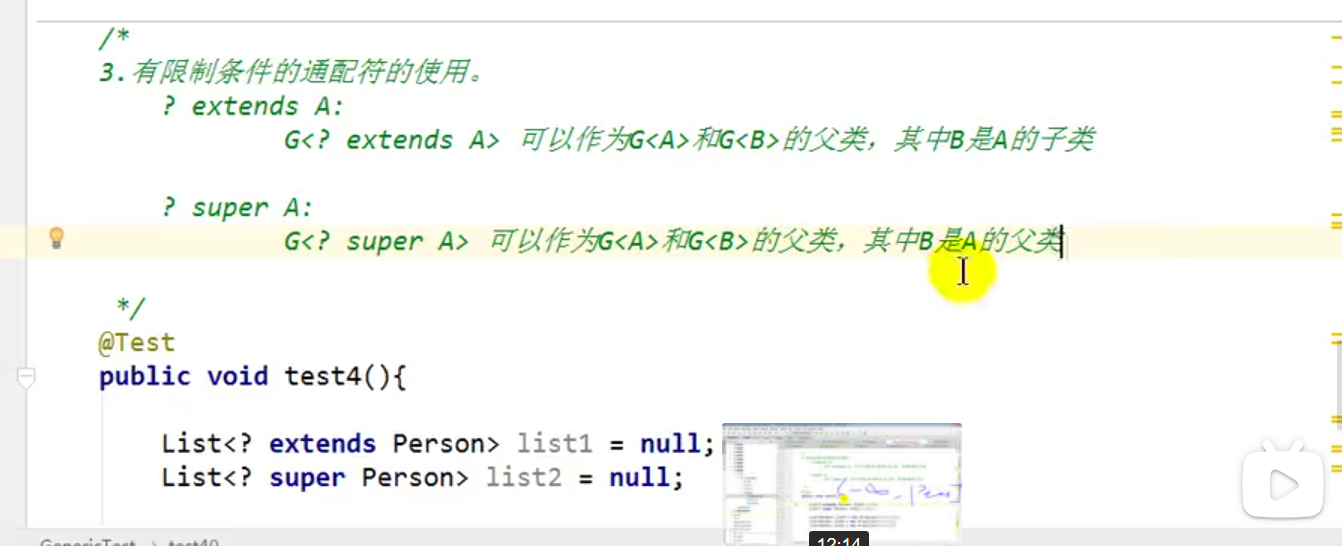 /*
3.有限制条件的通配符的使用。
? extends A:
G<? extends A> 可以作为G<A>和G<B>的父类，其中B是A的子类
? super A:
G<? super A> 可以作为G<A>和G<B>的父类，其中B是A的父类
*/
@Test
public void test4(){
List<? extends Person> list1 = null;
List<? super Person> list2 = null;
12:14